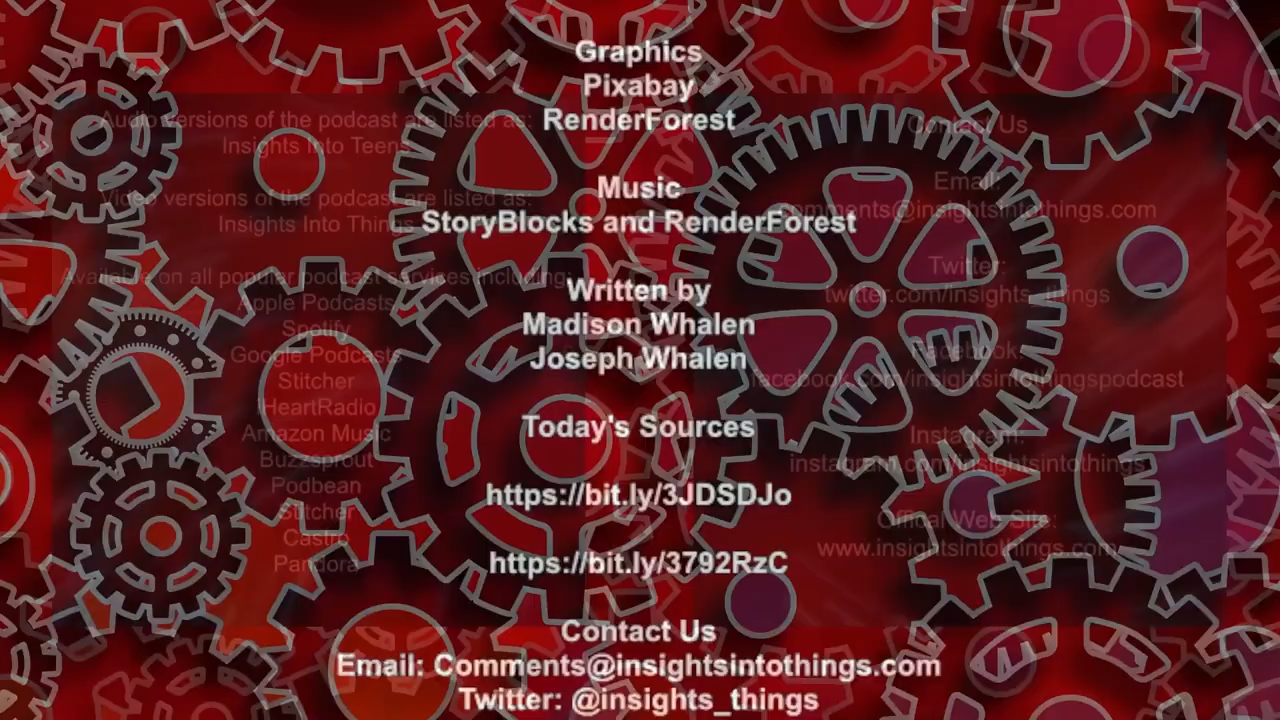 Graphics
Pixabay
RenderForest
Music
StoryBlocks and RenderForest
Written by
Madison Whalen
Joseph Whalen
Today's Sources
https://bit.ly/3JDSDJo
https://bit.ly/3792RzC
Contact Us
Email: Comments@insightsintothings.com
Twitter: @insights_things
Audio versions of the podcast are listed as:
Insights Into Teens
Video versions of the podcast are listed as:
Insights Into Things
Available on all popular podcast services including:
Apple Podcasts
Spotify
Google Podcasts
Stitcher
iHeartRadio
Amazon Music
Buzzsprout
Podbean
Stitcher
Castro
Pandora
Contact Us
Email:
comments@insightsintothings.com
Twitter:
twitter.com/insights_things
Facebook:
facebook.com/insightsintothingspodcast
Instagram:
instagram.com/insightsintothings
Official Web Site:
www.insightsintothings.com